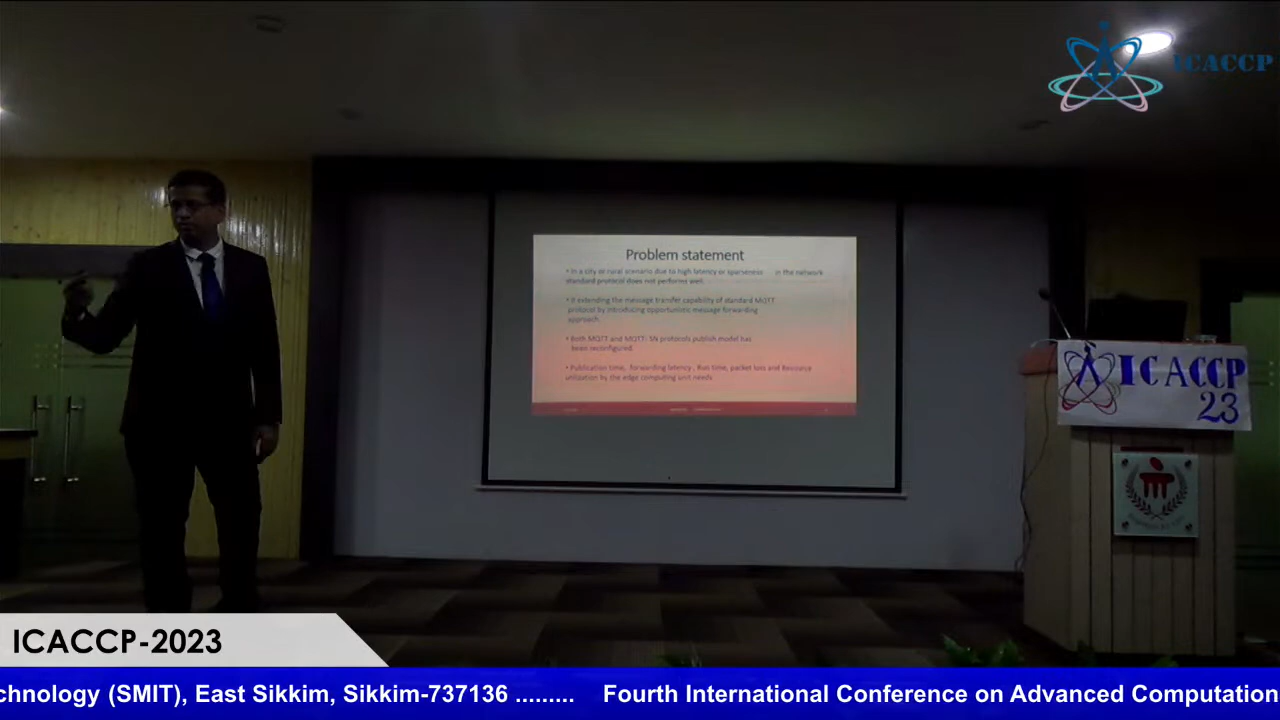 ICACCP
Problem statement
• In a city or rural scenario due to high latency or sparseness in the network
standard protocol does not performs well.
• It extending the message transfer capability of standard MQTT
protocol by introducing opportunistic message forwarding
approach.
• Both MQTT and MQTT- SN protocols publish model has
been reconfigured.
• Publication time, forwarding latency , Run time, packet loss and Resource
utilization by the edge computing unit needs
ICACCP
23
ICACCP-2023
chnology (SMIT), East Sikkim, Sikkim-737136 ......... Fourth International Conference on Advanced Computation